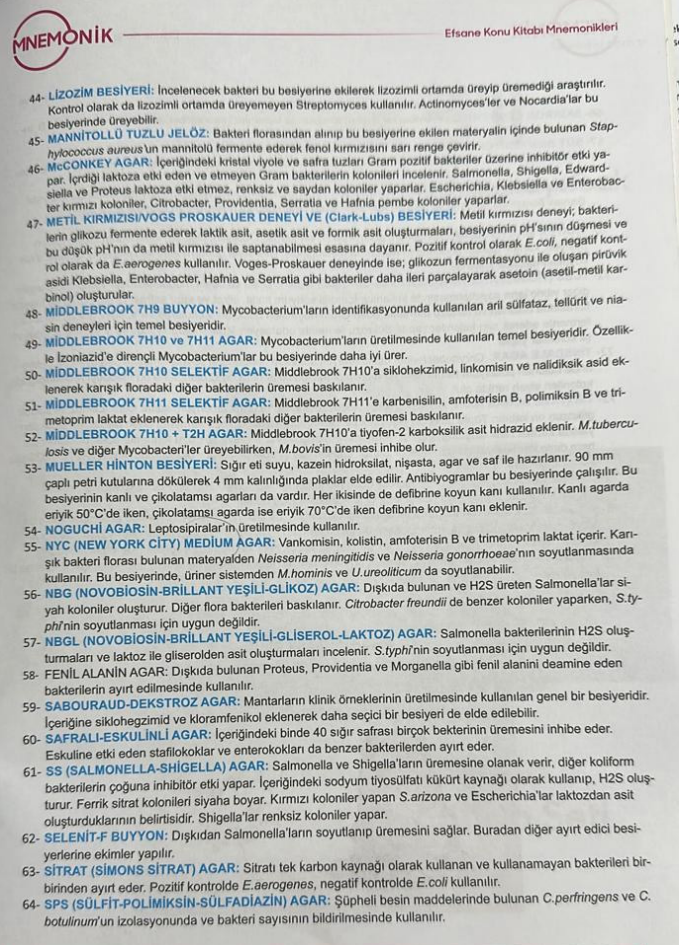 MNEMONİK
Efsane Konu Kitabı Mnemonikleri
44- LİZOZİM BESİYERİ: İncelenecek bakteri bu besiyerine ekilerek lizozimli ortamda üreyip üremediği araştırılır.
Kontrol olarak da lizozimli ortamda üreyemeyen Streptomyces kullanılır. Actinomyces'ler ve Nocardia'lar bu
besiyerinde üreyebilir.
45- MANNİTOLLÜ TUZLU JELÖZ: Bakteri florasından alınıp bu besiyerine ekilen materyalin içinde bulunan Stap-
hylococcus aureus'un mannitolü fermente ederek fenol kırmızısını sarı renge çevirir.
46- McCONKEY AGAR: İçeriğindeki kristal viyole ve safra tuzları Gram pozitif bakteriler üzerine inhibitör etki ya-
par. İçrdiği laktoza etki eden ve etmeyen Gram bakterilerin kolonileri incelenir. Salmonella, Shigella, Edward-
siella ve Proteus laktoza etki etmez, renksiz ve saydan koloniler yaparlar. Escherichia, Klebsiella ve Enterobac-
ter kırmızı koloniler, Citrobacter, Providentia, Serratia ve Hafnia pembe koloniler yaparlar.
47- METİL KIRMIZISI/VOGS PROSKAUER DENEYİ VE (Clark-Lubs) BESİYERİ: Metil kırmızısı deneyi; bakteri-
lerin glikozu fermente ederek laktik asit, asetik asit ve formik asit oluşturmaları, besiyerinin pH'sının düşmesi ve
bu düşük pH'nın da metil kırmızısı ile saptanabilmesi esasına dayanır. Pozitif kontrol olarak E.coli, negatif kont-
rol olarak da E.aerogenes kullanılır. Voges-Proskauer deneyinde ise; glikozun fermentasyonu ile oluşan pirüvik
asidi Klebsiella, Enterobacter, Hafnia ve Serratia gibi bakteriler daha ileri parçalayarak asetoin (asetil-metil kar-
binol) oluştururlar.
48- MİDDLEBROOK 7H9 BUYYON: Mycobacterium'ların identifikasyonunda kullanılan aril sülfataz, tellürit ve nia-
sin deneyleri için temel besiyeridir.
49- MİDDLEBROOK 7H10 ve 7H11 AGAR: Mycobacterium'ların üretilmesinde kullanılan temel besiyeridir. Özellik-
le İzoniazid'e dirençli Mycobacterium'lar bu besiyerinde daha iyi ürer.
50- MİDDLEBROOK 7H10 SELEKTİF AGAR: Middlebrook 7H10'a siklohekzimid, linkomisin ve nalidiksik asid ek-
lenerek karışık floradaki diğer bakterilerin üremesi baskılanır.
51- MİDDLEBROOK 7H11 SELEKTİF AGAR: Middlebrook 7H11'e karbenisilin, amfoterisin B, polimiksin B ve tri-
metoprim laktat eklenerek karışık floradaki diğer bakterilerin üremesi baskılanır.
52- MİDDLEBROOK 7H10 + T2H AGAR: Middlebrook 7H10'a tiyofen-2 karboksilik asit hidrazid eklenir. M.tubercu-
losis ve diğer Mycobacteri'ler üreyebilirken, M.bovis'in üremesi inhibe olur.
53- MUELLER HİNTON BESİYERİ: Sığır eti suyu, kazein hidroksilat, nişasta, agar ve saf ile hazırlanır. 90 mm
çaplı petri kutularına dökülerek 4 mm kalınlığında plaklar elde edilir. Antibiyogramlar bu besiyerinde çalışılır. Bu
besiyerinin kanlı ve çikolatamsı agarları da vardır. Her ikisinde de defibrine koyun kanı kullanılır. Kanlı agarda
eriyik 50°C'de iken, çikolatamsı agarda ise eriyik 70°C'de iken defibrine koyun kanı eklenir.
54- NOGUCHİ AGAR: Leptosipiralar'in üretilmesinde kullanılır.
55- NYC (NEW YORK CİTY) MEDİUM AGAR: Vankomisin, kolistin, amfoterisin B ve trimetoprim laktat içerir. Karı-
şık bakteri florası bulunan materyalden Neisseria meningitidis ve Neisseria gonorrhoeae'nın soyutlanmasında
kullanılır. Bu besiyerinde, üriner sistemden M.hominis ve U.ureoliticum da soyutlanabilir.
56- NBG (NOVOBİOSİN-BRİLLANT YEŞİLİ-GLİKOZ) AGAR: Dışkıda bulunan ve H2S üreten Salmonella'lar si-
yah koloniler oluşturur. Diğer flora bakterileri baskılanır. Citrobacter freundii de benzer koloniler yaparken, S.ty-
phi'nin soyutlanması için uygun değildir.
57- NBGL (NOVOBİOSİN-BRİLLANT YEŞİLİ-GLİSEROL-LAKTOZ) AGAR: Salmonella bakterilerinin H2S oluş-
turmaları ve laktoz ile gliserolden asit oluşturmaları incelenir. S.typhi'nin soyutlanması için uygun değildir.
58- FENİL ALANİN AGAR: Dışkıda bulunan Proteus, Providentia ve Morganella gibi fenil alanini deamine eden
bakterilerin ayırt edilmesinde kullanılır.
59- SABOURAUD-DEKSTROZ AGAR: Mantarların klinik örneklerinin üretilmesinde kullanılan genel bir besiyeridir.
İçeriğine siklohegzimid ve kloramfenikol eklenerek daha seçici bir besiyeri de elde edilebilir.
60- SAFRALI-ESKULİNLİ AGAR: İçeriğindeki binde 40 sığır safrası birçok bekterinin üremesini inhibe eder.
Eskuline etki eden stafilokoklar ve enterokokları da benzer bakterilerden ayırt eder.
61- SS (SALMONELLA-SHİGELLA) AGAR: Salmonella ve Shigella'ların üremesine olanak verir, diğer koliform
bakterilerin çoğuna inhibitör etki yapar. İçeriğindeki sodyum tiyosülfatı kükürt kaynağı olarak kullanıp, H2S oluş-
turur. Ferrik sitrat kolonileri siyaha boyar. Kırmızı koloniler yapan S.arizona ve Escherichia'lar laktozdan asit
oluşturduklarının belirtisidir. Shigella'lar renksiz koloniler yapar.
62- SELENİT-F BUYYON: Dışkıdan Salmonella'ların soyutlanıp üremesini sağlar. Buradan diğer ayırt edici besi-
yerlerine ekimler yapılır.
63- SİTRAT (SİMONS SİTRAT) AGAR: Sitratı tek karbon kaynağı olarak kullanan ve kullanamayan bakterileri bir-
birinden ayırt eder. Pozitif kontrolde E.aerogenes, negatif kontrolde E.coli kullanılır.
64- SPS (SÜLFİT-POLİMİKSİN-SÜLFADİAZİN) AGAR: Şüpheli besin maddelerinde bulunan C.perfringens ve C.
botulinum'un izolasyonunda ve bakteri sayısının bildirilmesinde kullanılır.